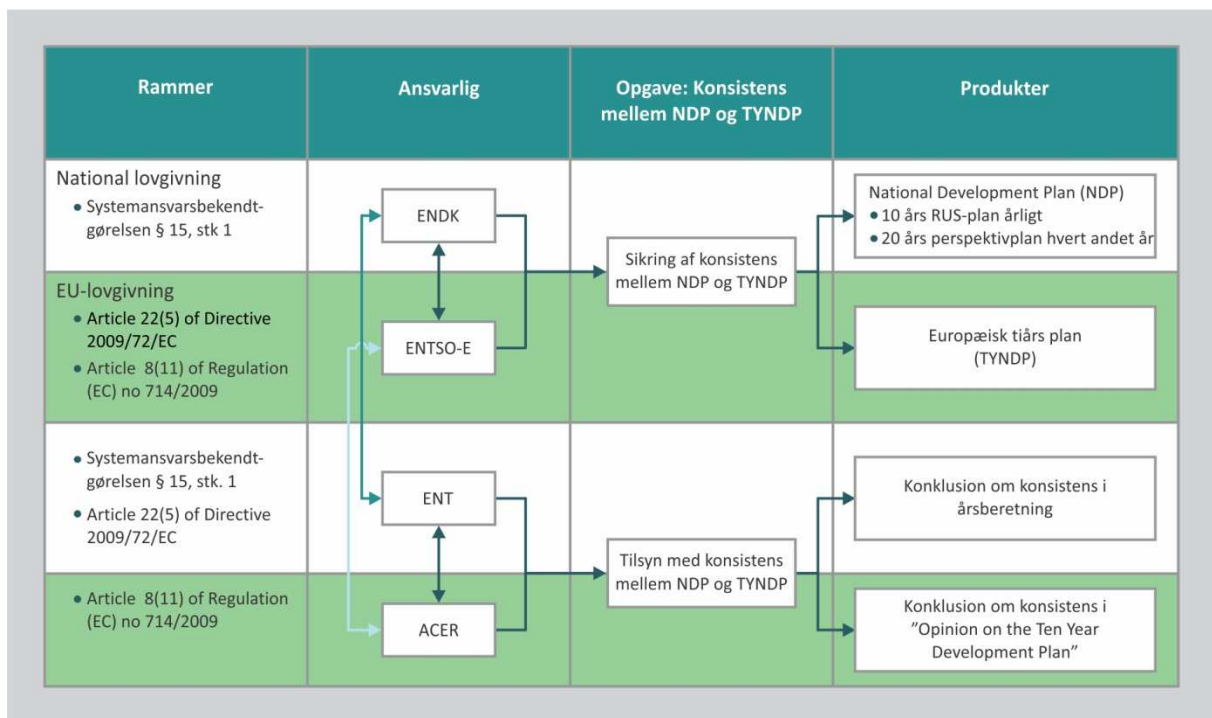 Rammer
Ansvarlig
Opgave: Konsistens
mellem NDP og TYNDP
Produkter
National lovgivning
• Systemansvarsbekendt-
gørelsen § 15, stk 1
ENDK
Sikring af konsistens
mellem NDP og TYNDP
National Development Plan (NDP)
• 10 års RUS-plan årligt
• 20 års perspektivplan hvert andet år
EU-lovgivning
• Article 22(5) of Directive
2009/72/EC
• Article 8(11) of Regulation
(EC) no 714/2009
ENTSO-E
Europæisk tiårs plan
(TYNDP)
• Systemansvarsbekendt-
gørelsen § 15, stk. 1
• Article 22(5) of Directive
2009/72/EC
ENT
Tilsyn med konsistens
mellem NDP og TYNDP
Konklusion om konsistens i
årsberetning
• Article 8(11) of Regulation
(EC) no 714/2009
ACER
Konklusion om konsistens i
”Opinion on the Ten Year
Development Plan”